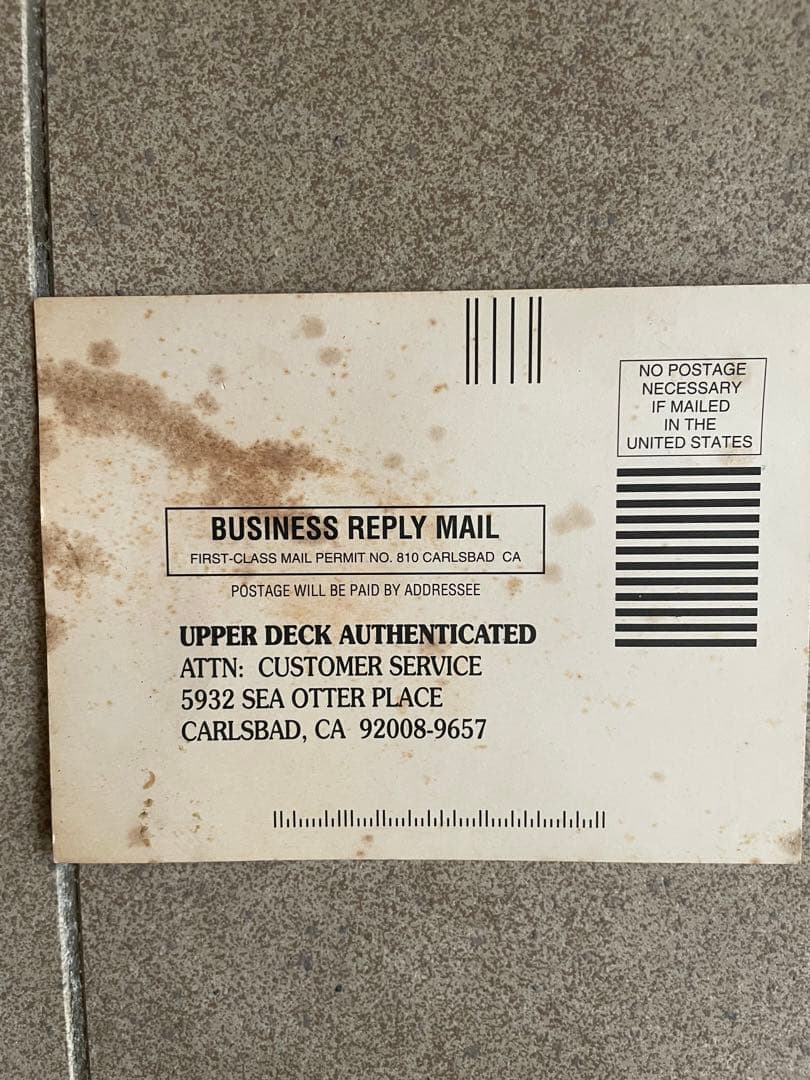 NO POSTAGE
NECESSARY
IF MAILED
IN THE
UNITED STATES
BUSINESS REPLY MAIL
FIRST-CLASS MAIL PERMIT NO. 810 CARLSBAD CA
POSTAGE WILL BE PAID BY ADDRESSEE
UPPER DECK AUTHENTICATED
ATTN: CUSTOMER SERVICE
5932 SEA OTTER PLACE
CARLSBAD, CA 92008-9657